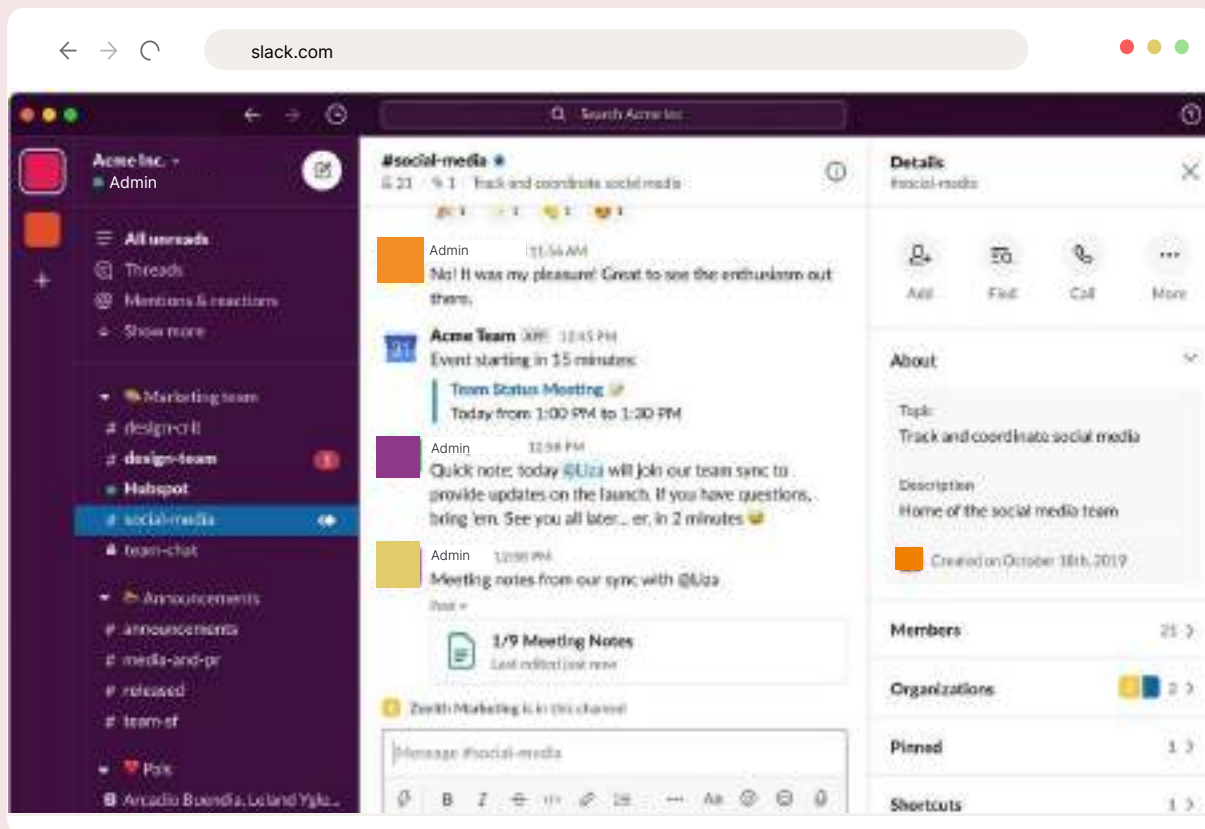 slack.com
Search Acme Inc
Acme Inc.
Admin
All unreads
Threads
Mentions & reactions
Show more
Marketing team
# design-crit
# design-team 1
Hubspot
# social-media
team-chat
Announcements
# announcements
# media-and-pr
# released
# team-sf
Pals
Arcadio Buendia, Leland Ygle...
#social-media
21 1 Track and coordinate social media
1 1 1 1
Admin 11:56 AM
No! It was my pleasure! Great to see the enthusiasm out
there.
Acme Team APP 12:45 PM
Event starting in 15 minutes:
Team Status Meeting
Today from 1:00 PM to 1:30 PM
Admin 12:58 PM
Quick note: today @Liza will join our team sync to
provide updates on the launch. If you have questions,
bring 'em. See you all later... er, in 2 minutes
Admin 12:58 PM
Meeting notes from our sync with @Liza
Post
1/9 Meeting Notes
Last edited just now
Zenith Marketing is in this channel
Message #social-media
B I Aa
Details
#social-media
Add Find Call More
About
Topic
Track and coordinate social media
Description
Home of the social media team
Created on October 18th, 2019
Members 21
Organizations 2
Pinned 1
Shortcuts 1